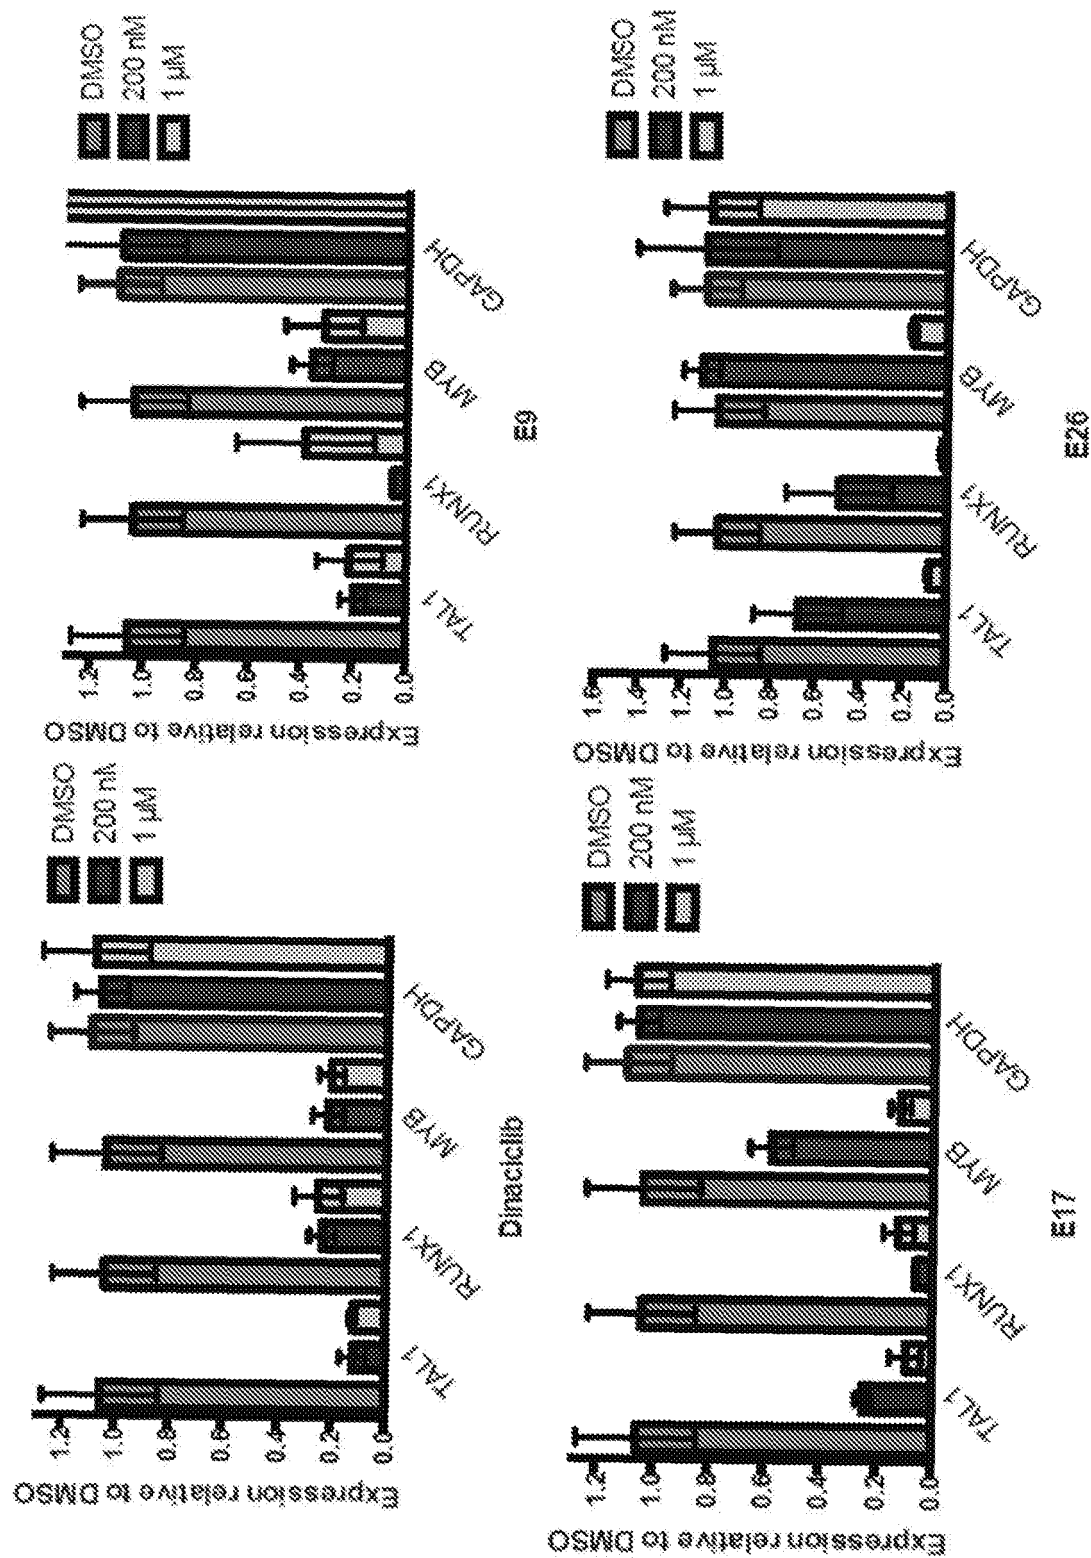 Expression relative to DMSO
1.2
1.0
0.8
0.6
0.4
0.2
0.0
TAL1
RUNX1
MYB
GAPDH
DMSO
200 nM
1 µM
Dinaciclib
Expression relative to DMSO
1.2
1.0
0.8
0.6
0.4
0.2
0.0
TAL1
RUNX1
MYB
GAPDH
DMSO
200 nM
1 µM
E9
Expression relative to DMSO
1.2
1.0
0.8
0.6
0.4
0.2
0.0
TAL1
RUNX1
MYB
GAPDH
DMSO
200 nM
1 µM
E17
Expression relative to DMSO
1.6
1.4
1.2
1.0
0.8
0.6
0.4
0.2
0.0
TAL1
RUNX1
MYB
GAPDH
DMSO
200 nM
1 µM
E26